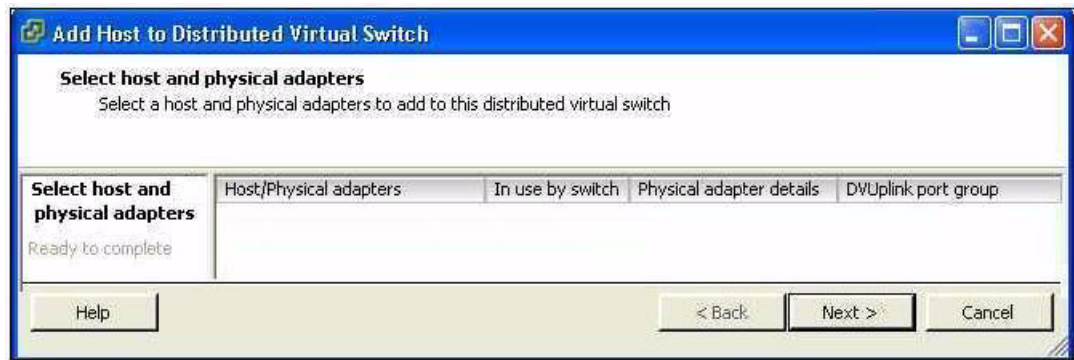 Add Host to Distributed Virtual Switch
Select host and physical adapters
Select a host and physical adapters to add to this distributed virtual switch
Select host and
physical adapters
Ready to complete
Host/Physical adapters In use by switch Physical adapter details DVUplink port group
Help < Back Next > Cancel